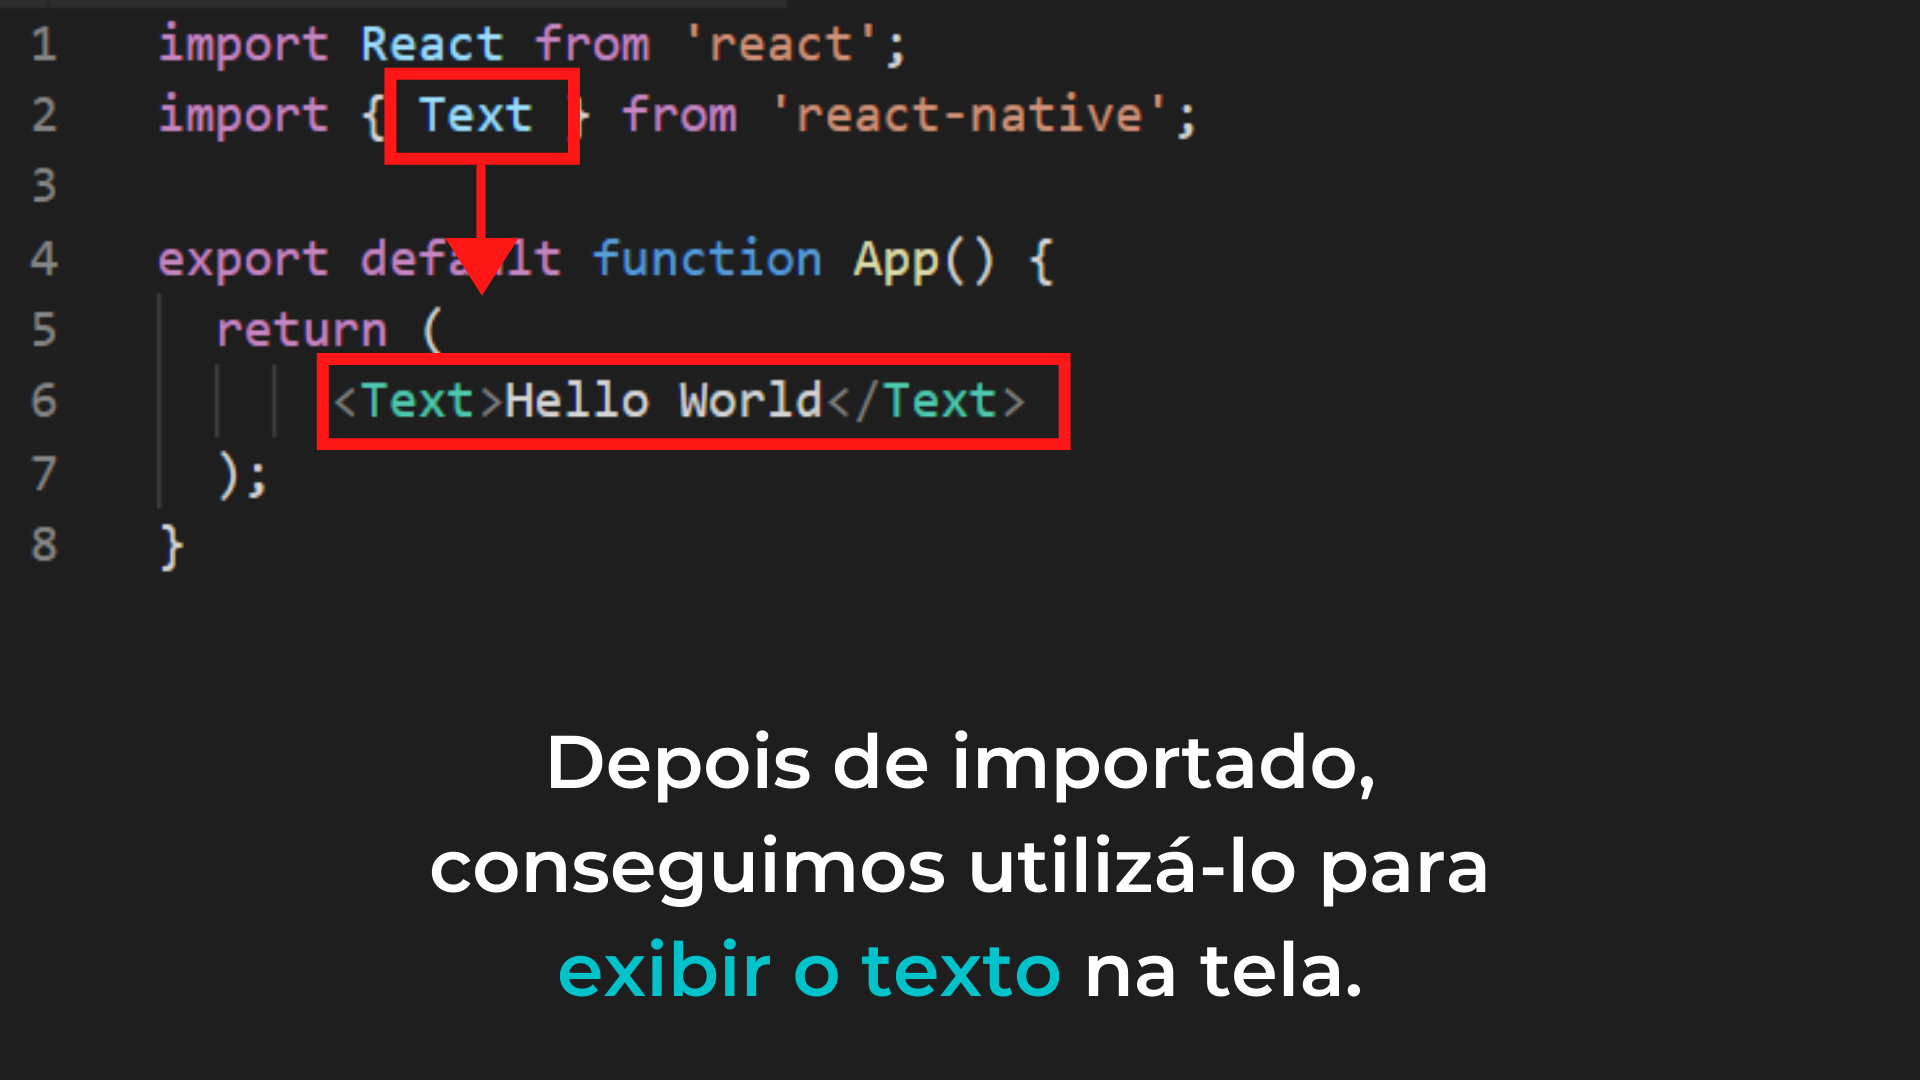 1 import React from 'react';
2 import { Text } from 'react-native';
3
4 export default function App() {
5 return (
6 <Text>Hello World</Text>
7 );
8 }
Depois de importado,
conseguimos utilizá-lo para
exibir o texto na tela.